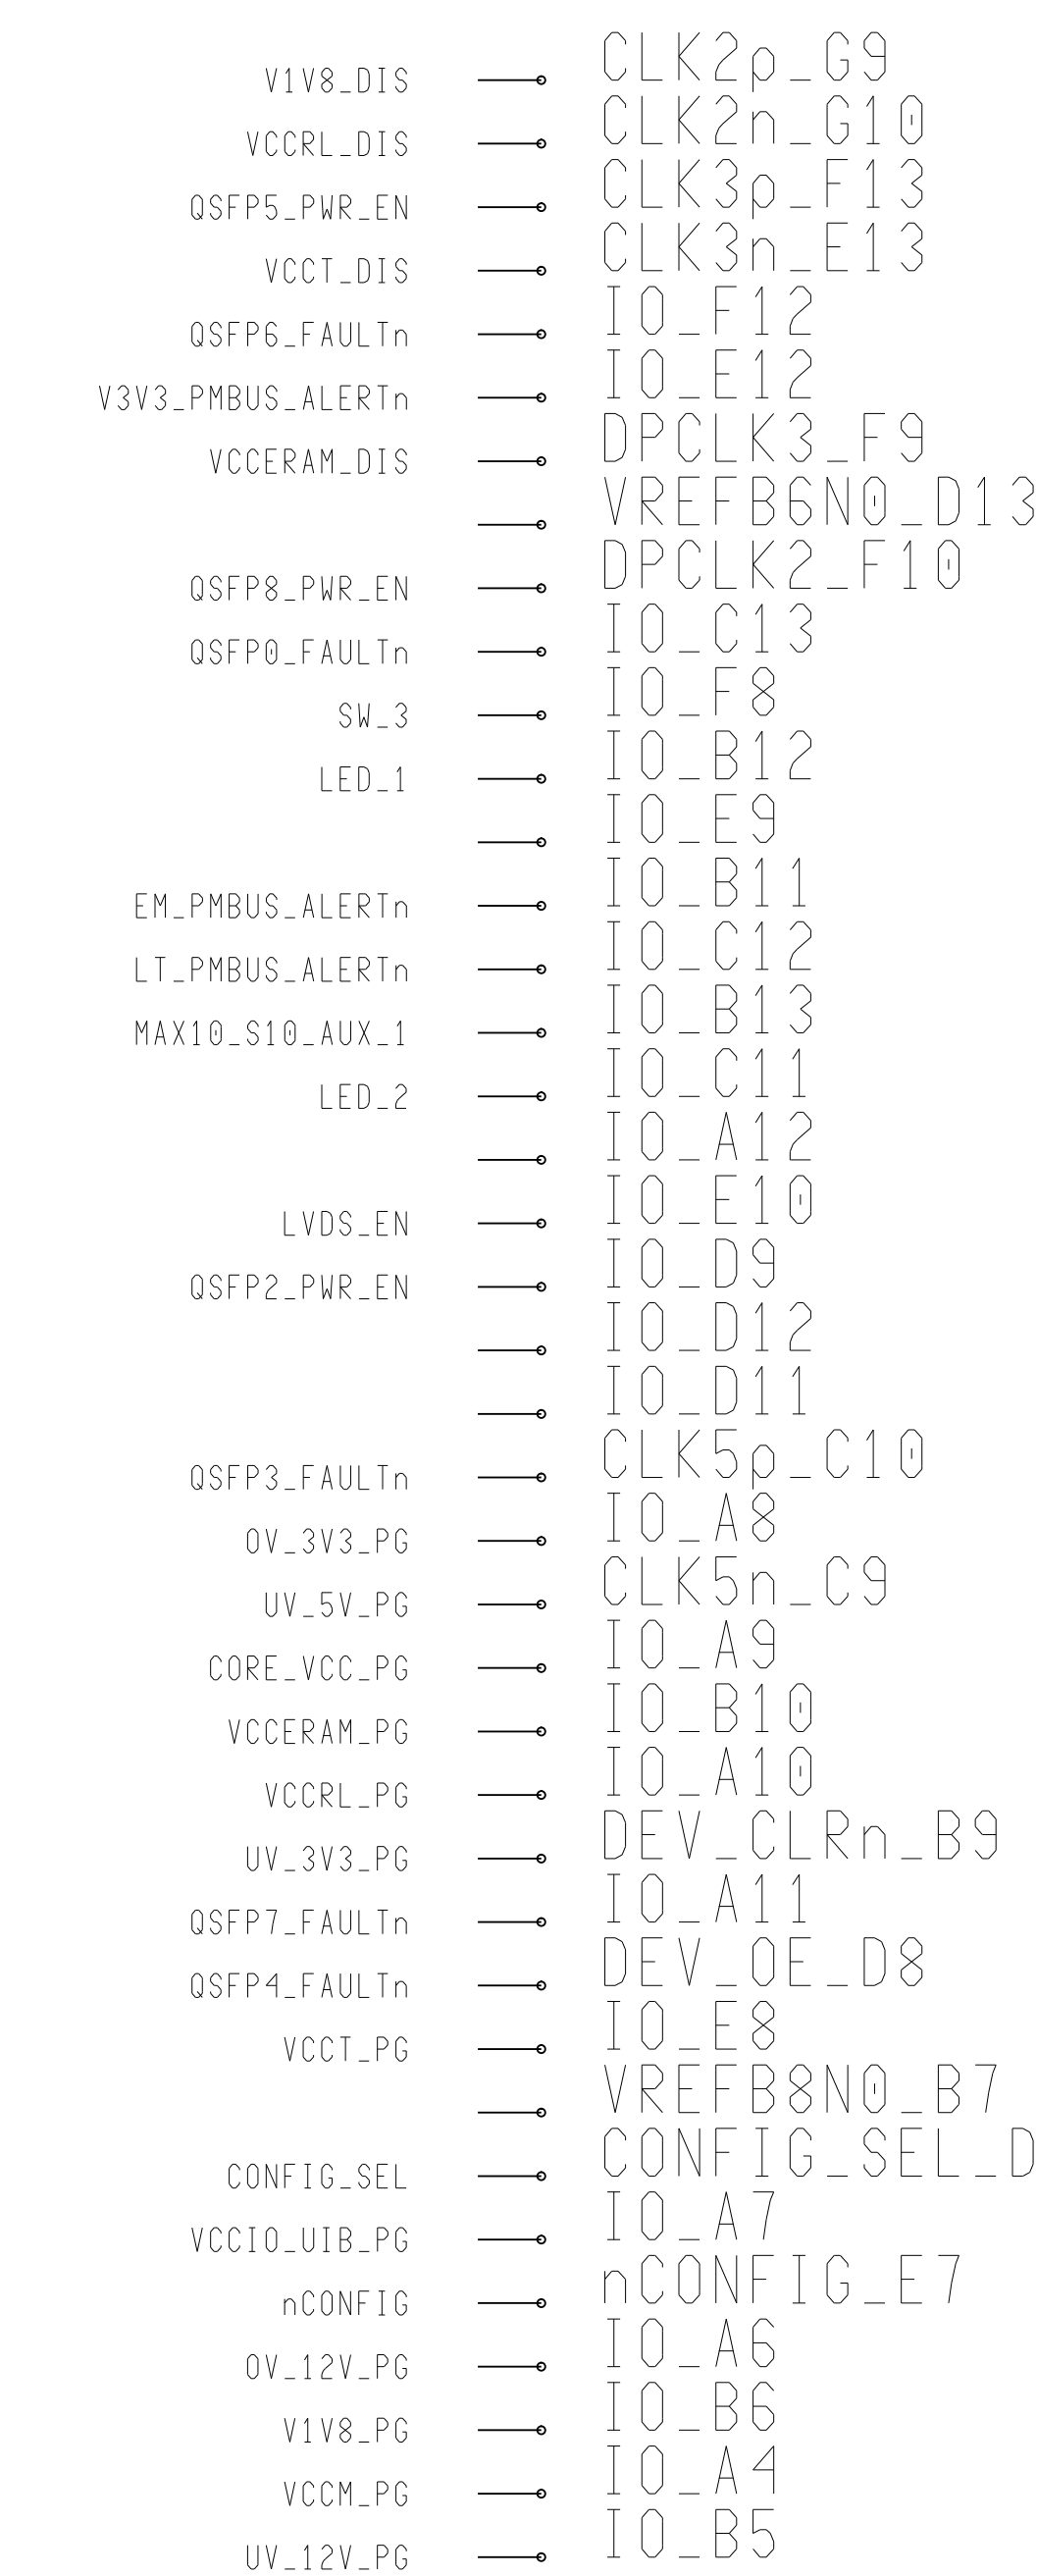 V1V8_DIS CLK2p_G9
VCCRL_DIS CLK2n_G10
QSFP5_PWR_EN CLK3p_F13
VCCT_DIS CLK3n_E13
QSFP6_FAULTn IO_F12
V3V3_PMBUS_ALERTn IO_E12
VCCERAM_DIS DPCLK3_F9
VREFB6N0_D13
QSFP8_PWR_EN DPCLK2_F10
QSFP0_FAULTn IO_C13
SW_3 IO_F8
LED_1 IO_B12
IO_E9
EM_PMBUS_ALERTn IO_B11
LT_PMBUS_ALERTn IO_C12
MAX10_S10_AUX_1 IO_B13
LED_2 IO_C11
IO_A12
LVDS_EN IO_E10
QSFP2_PWR_EN IO_D9
IO_D12
IO_D11
QSFP3_FAULTn CLK5p_C10
OV_3V3_PG IO_A8
UV_5V_PG CLK5n_C9
CORE_VCC_PG IO_A9
VCCERAM_PG IO_B10
VCCRL_PG IO_A10
UV_3V3_PG DEV_CLRn_B9
QSFP7_FAULTn IO_A11
QSFP4_FAULTn DEV_OE_D8
VCCT_PG IO_E8
VREFB8N0_B7
CONFIG_SEL CONFIG_SEL_D
VCCIO_UIB_PG IO_A7
nCONFIG nCONFIG_E7
OV_12V_PG IO_A6
V1V8_PG IO_B6
VCCM_PG IO_A4
UV_12V_PG IO_B5